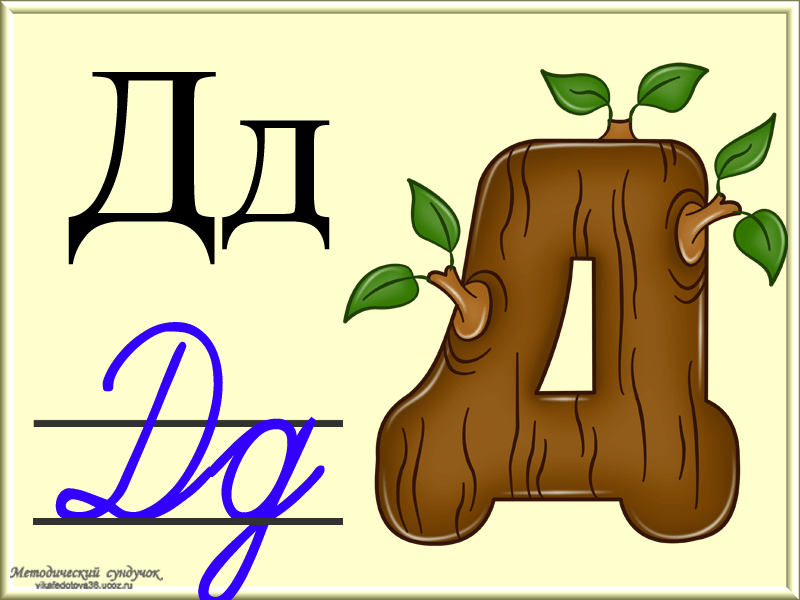 Дд
Д
Дд
Методический сундучок
vikafedotova38.ucoz.ru